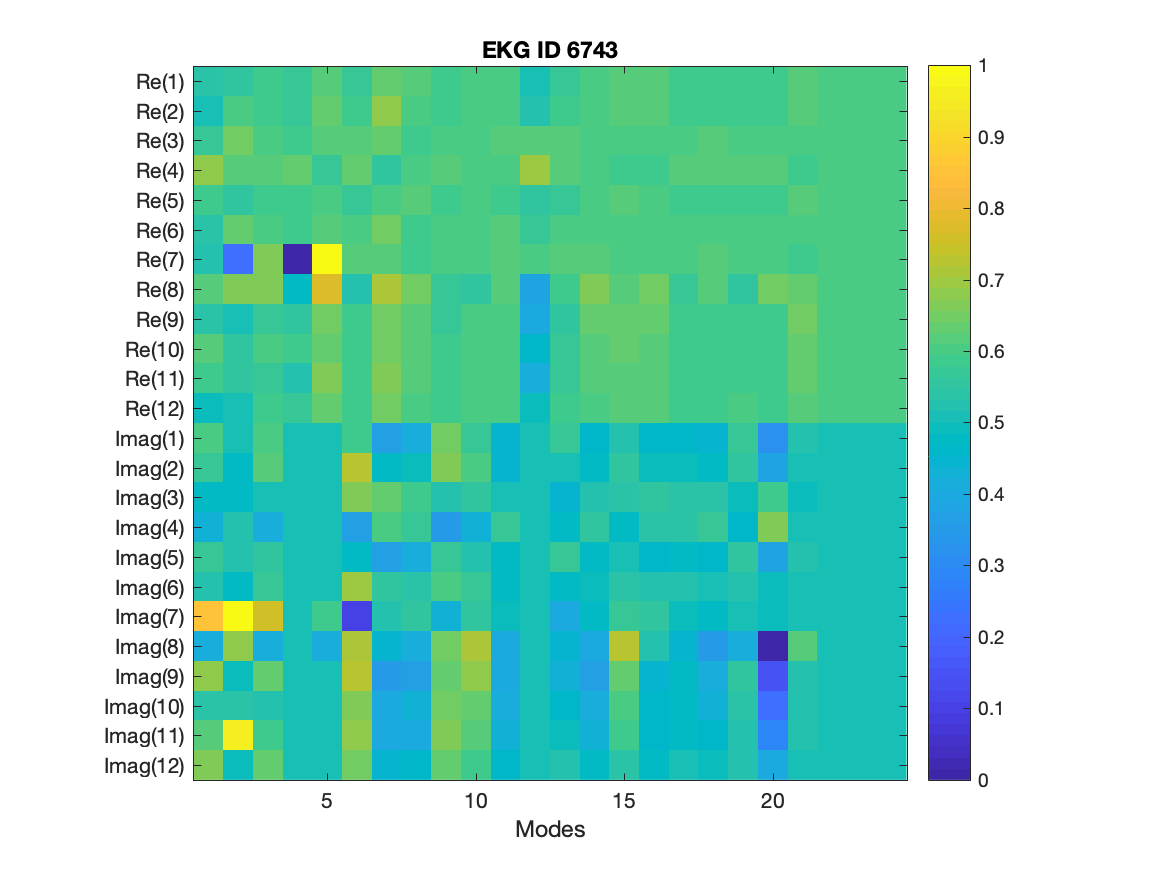 EKG ID 6743
Re(1)
Re(2)
Re(3)
Re(4)
Re(5)
Re(6)
Re(7)
Re(8)
Re(9)
Re(10)
Re(11)
Re(12)
Imag(1)
Imag(2)
Imag(3)
Imag(4)
Imag(5)
Imag(6)
Imag(7)
Imag(8)
Imag(9)
Imag(10)
Imag(11)
Imag(12)
5 10 15 20
Modes
1
0.9
0.8
0.7
0.6
0.5
0.4
0.3
0.2
0.1
0